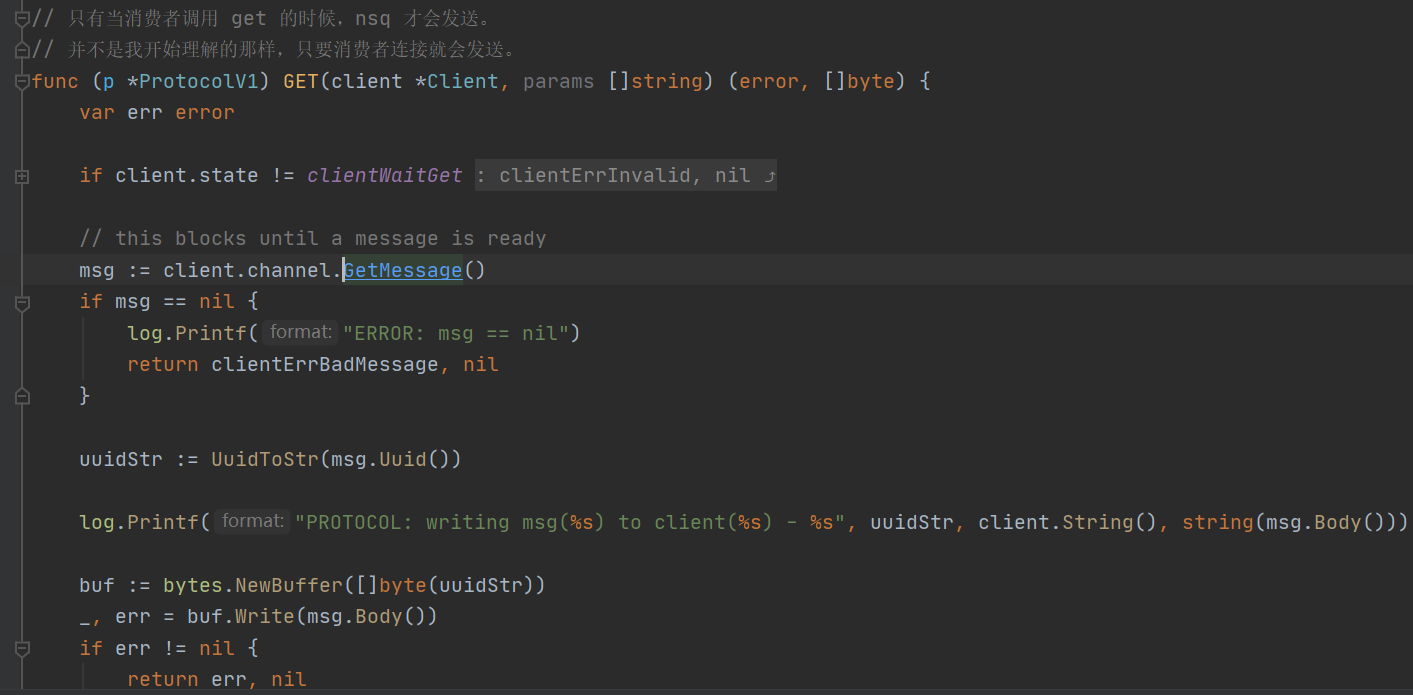 // 只有当消费者调用 get 的时候，nsq 才会发送。
// 并不是我开始理解的那样，只要消费者连接就会发送。
func (p *ProtocolV1) GET(client *Client, params []string) (error, []byte) {
var err error
if client.state != clientWaitGet : clientErrInvalid, nil ⤴
// this blocks until a message is ready
msg := client.channel.GetMessage()
if msg == nil {
log.Printf( format: "ERROR: msg == nil")
return clientErrBadMessage, nil
}
uuidStr := UuidToStr(msg.Uuid())
log.Printf( format: "PROTOCOL: writing msg(%s) to client(%s) - %s", uuidStr, client.String(), string(msg.Body()))
buf := bytes.NewBuffer([]byte(uuidStr))
_, err = buf.Write(msg.Body())
if err != nil {
return err, nil